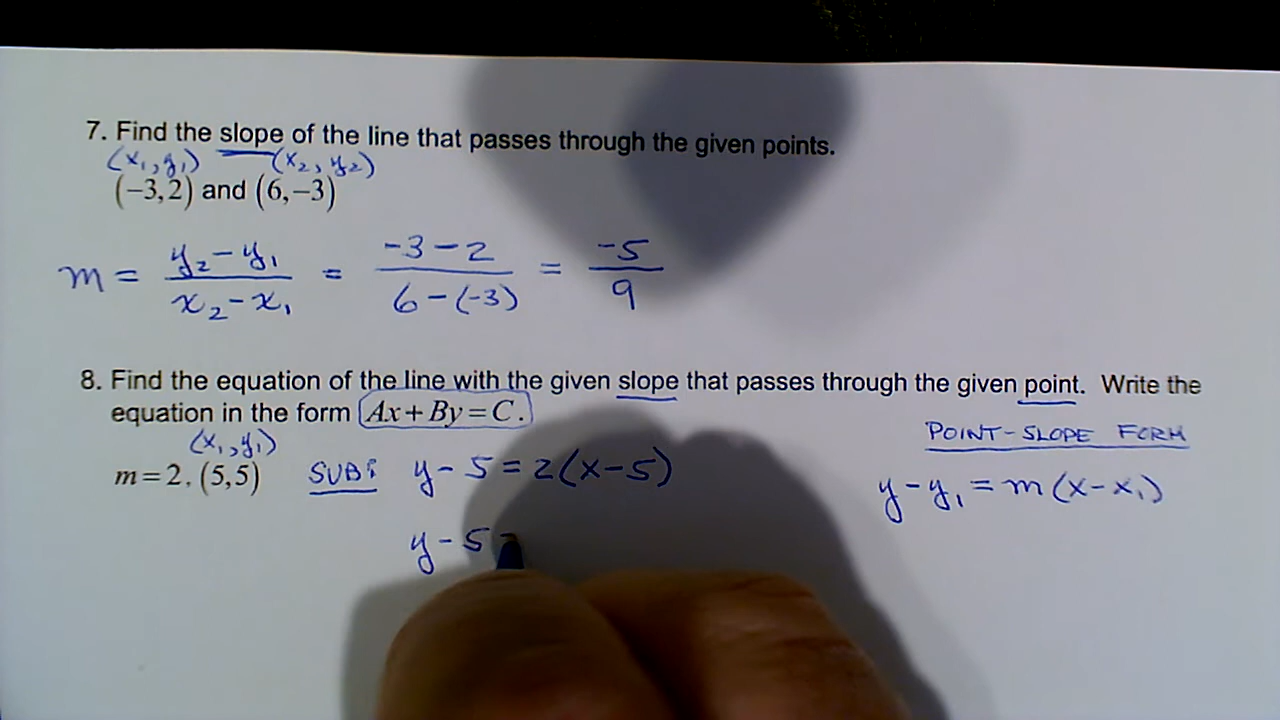 7. Find the slope of the line that passes through the given points.
(x₁,y₁) (x₂,y₂)
(−3,2) and (6,−3)
m = y₂−y₁ / x₂−x₁ = −3−2 / 6−(−3) = −5 / 9
8. Find the equation of the line with the given slope that passes through the given point. Write the
equation in the form Ax+By=C.
POINT-SLOPE FORM
(x₁,y₁)
m=2, (5,5) SUB: y−5=2(x−5)
y−y₁=m(x−x₁)
y−5=